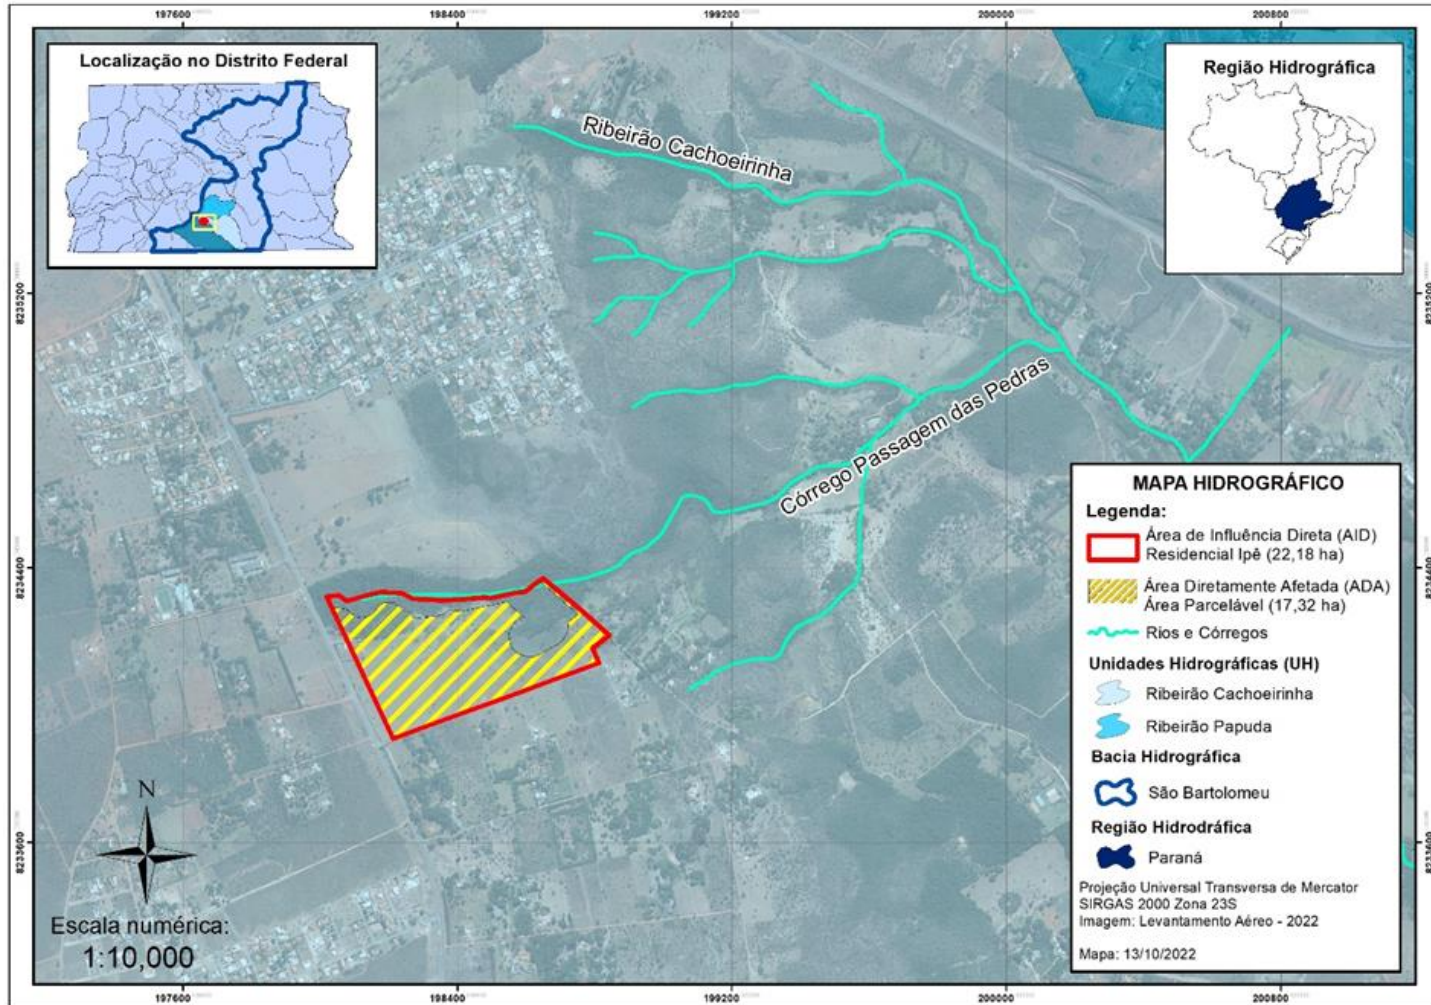 197600
198400
199200
200000
200800
Localização no Distrito Federal
Região Hidrográfica
Ribeirão Cachoeirinha
8235200
8235200
Córrego Passagem das Pedras
8234400
8234400
MAPA HIDROGRÁFICO
Legenda:
Área de Influência Direta (AID)
Residencial Ipê (22,18 ha)
Área Diretamente Afetada (ADA)
Área Parcelável (17,32 ha)
Rios e Córregos
Unidades Hidrográficas (UH)
Ribeirão Cachoeirinha
Ribeirão Papuda
Bacia Hidrográfica
São Bartolomeu
Região Hidrodráfica
Paraná
Projeção Universal Transversa de Mercator
SIRGAS 2000 Zona 23S
Imagem: Levantamento Aéreo - 2022
Mapa: 13/10/2022
N
8233600
8233600
Escala numérica:
1:10,000
197600
198400
199200
200000
200800